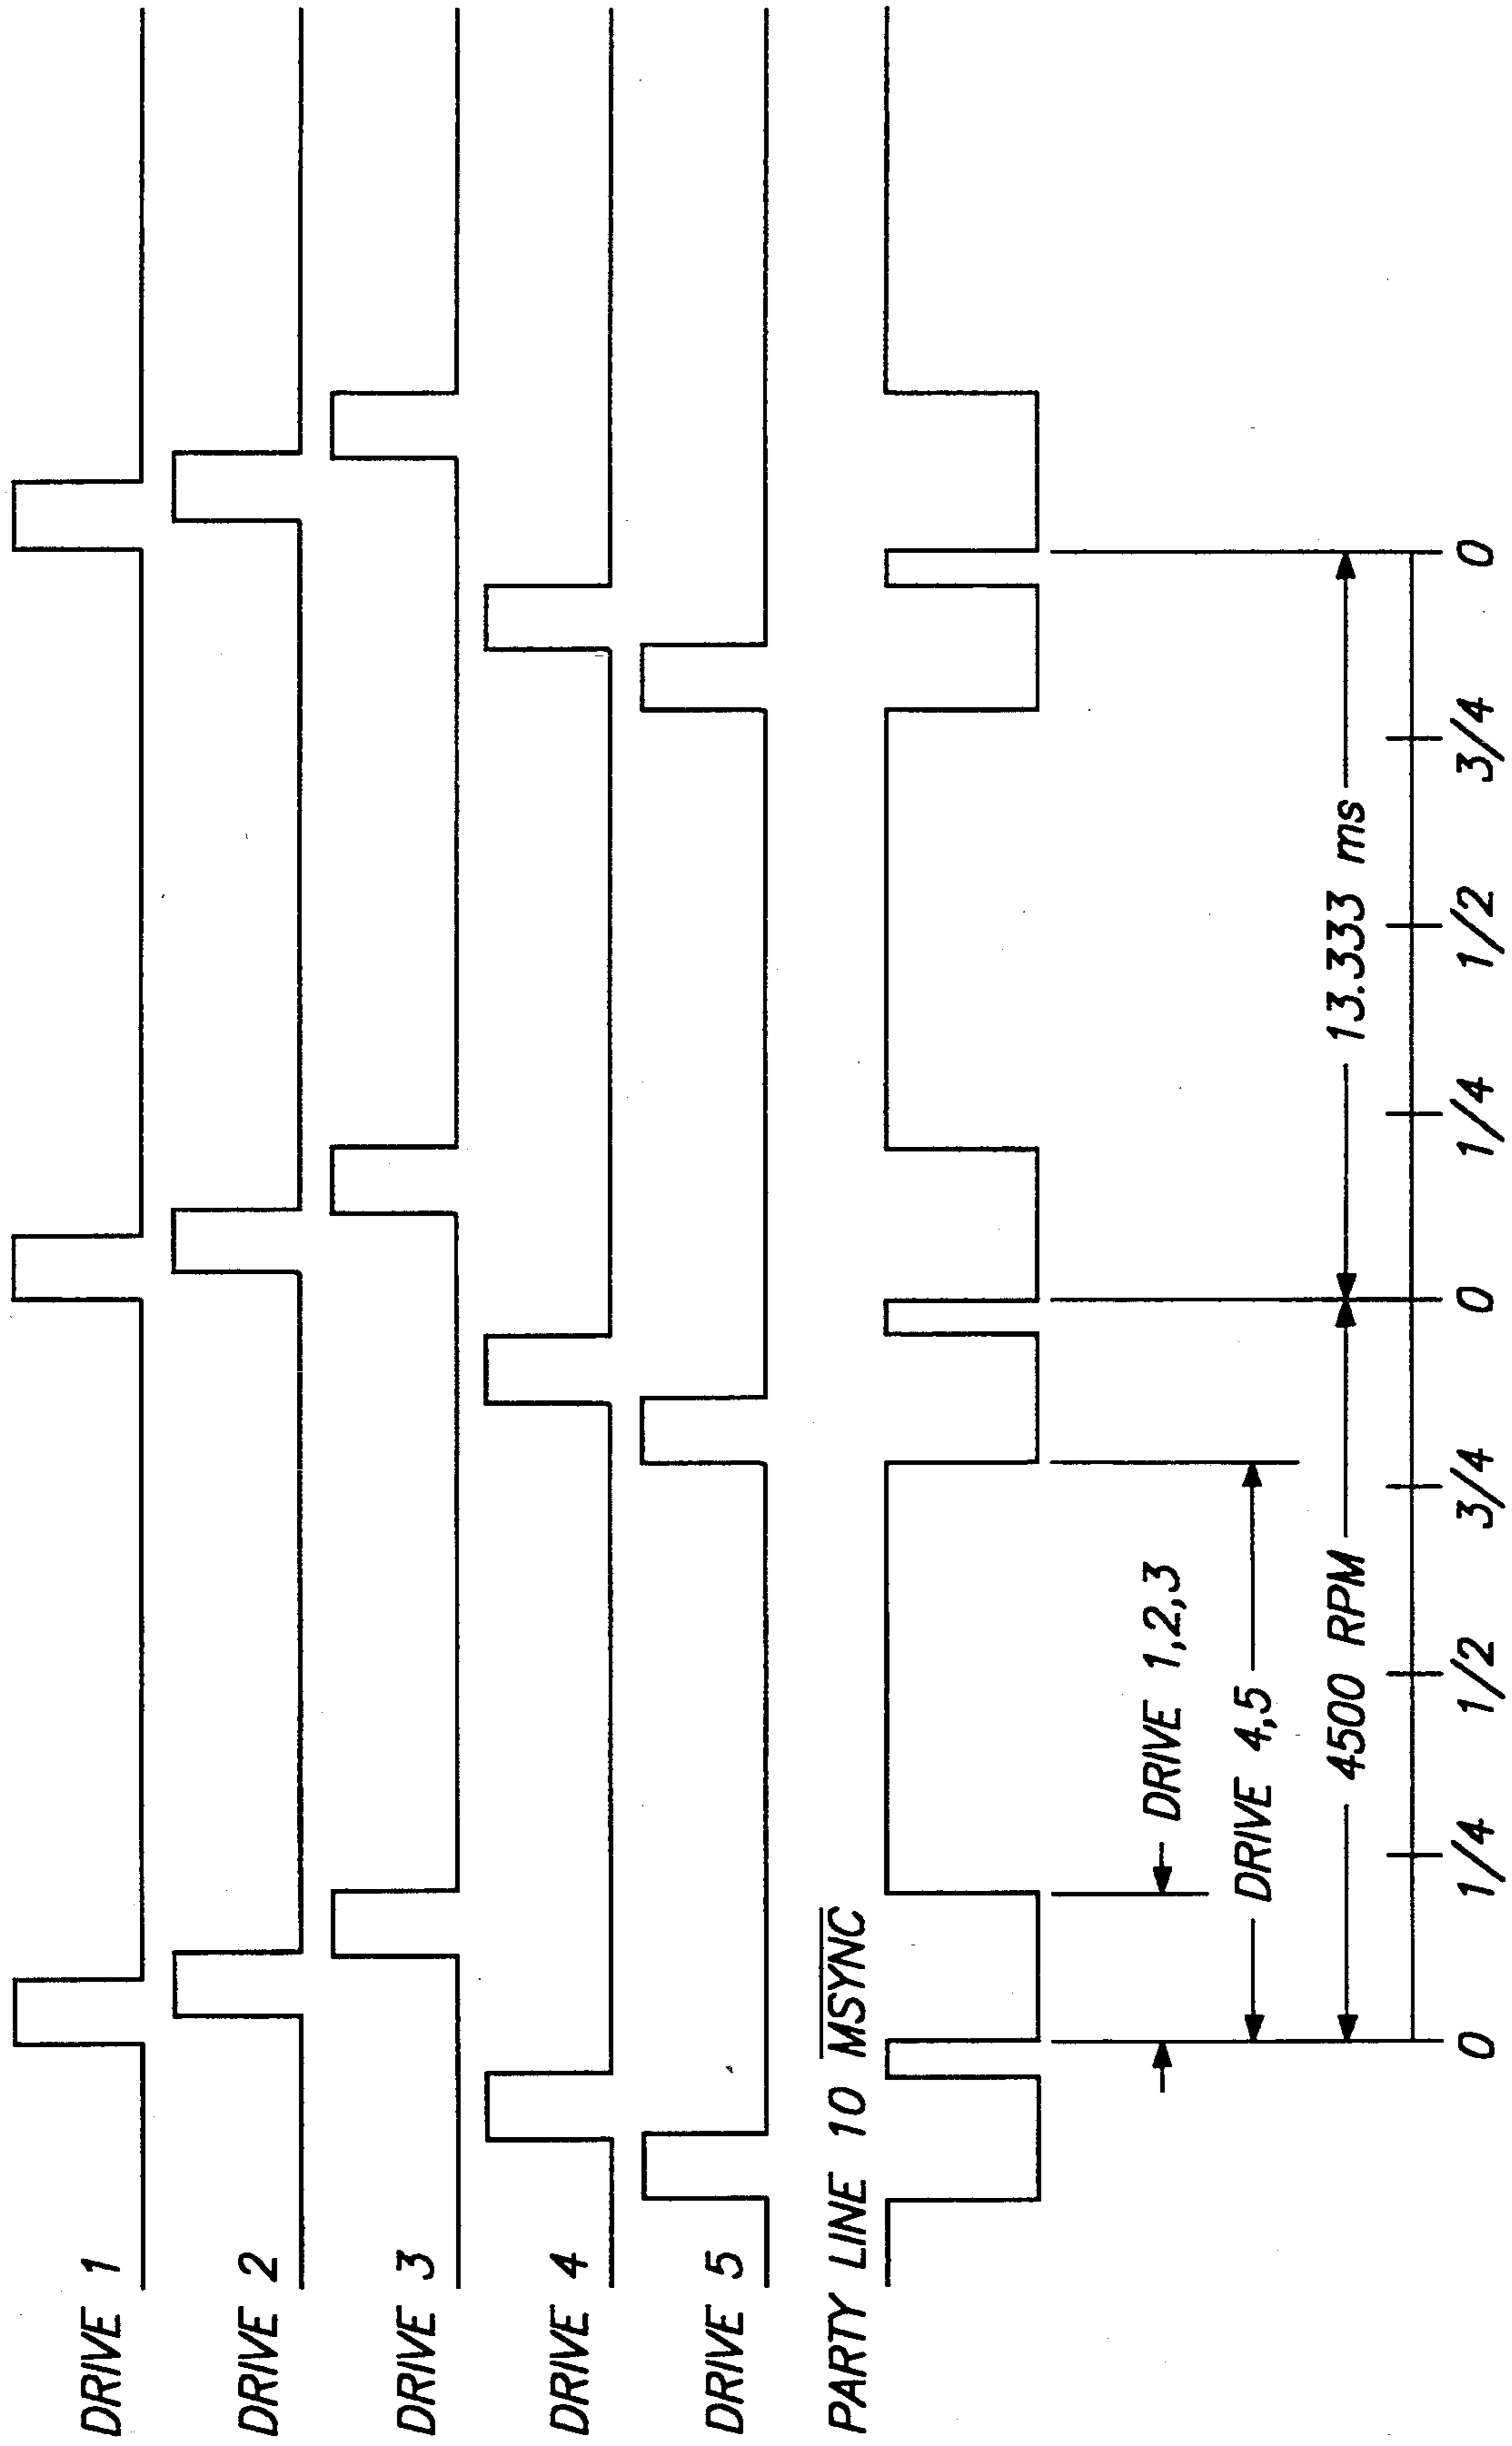 DRIVE 1
DRIVE 2
DRIVE 3
DRIVE 4
DRIVE 5
PARTY LINE 10 MSYNC
DRIVE 1,2,3
DRIVE 4,5
4500 RPM 13.333 ms
0 1/4 1/2 3/4 0 1/4 1/2 3/4 0